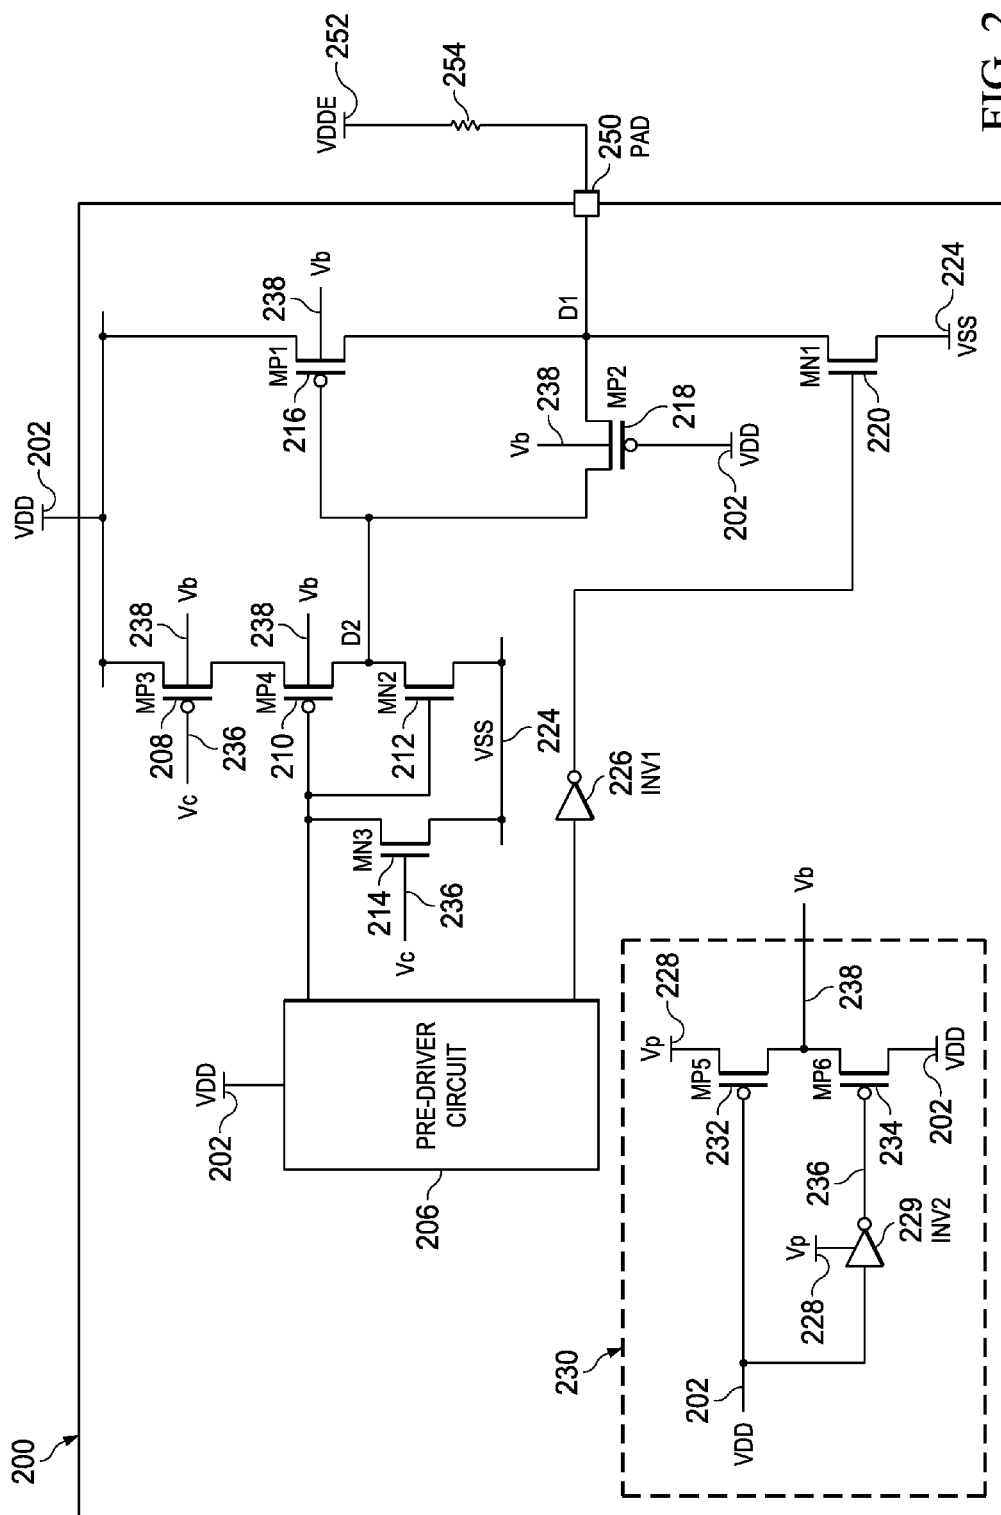 200
VDD
202
VDDE
252
254
250
PAD
MP3
208
Vc
236
238
Vb
MP4
210
238
Vb
D2
MN2
212
MN3
214
Vc
236
VSS
224
MP1
216
238
Vb
D1
Vb
238
MP2
218
202
VDD
MN1
220
224
VSS
VDD
202
PRE-DRIVER
CIRCUIT
206
226
INV1
230
Vp
228
MP5
232
238
Vb
MP6
234
202
VDD
236
Vp
228
229
INV2
202
VDD
FIG. 2